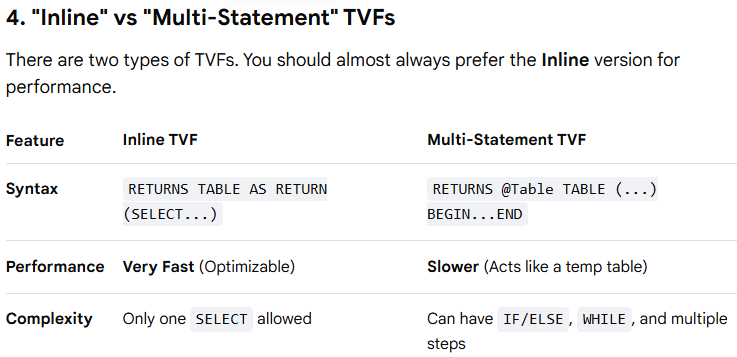 4. "Inline" vs "Multi-Statement" TVFs
There are two types of TVFs. You should almost always prefer the Inline version for
performance.
Feature Inline TVF Multi-Statement TVF
Syntax RETURNS TABLE AS RETURN RETURNS @Table TABLE (...)
(SELECT...) BEGIN...END
Performance Very Fast (Optimizable) Slower (Acts like a temp table)
Complexity Only one SELECT allowed Can have IF/ELSE, WHILE, and multiple
steps